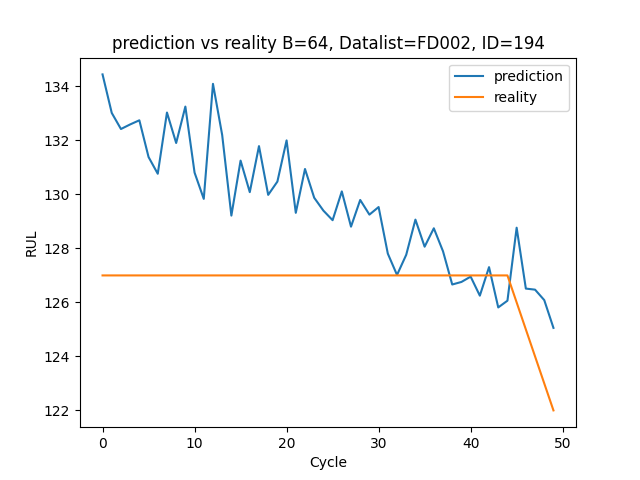 prediction vs reality B=64, Datalist=FD002, ID=194
prediction
reality
134
132
130
128
126
124
122
RUL
0
10
20
30
40
50
Cycle